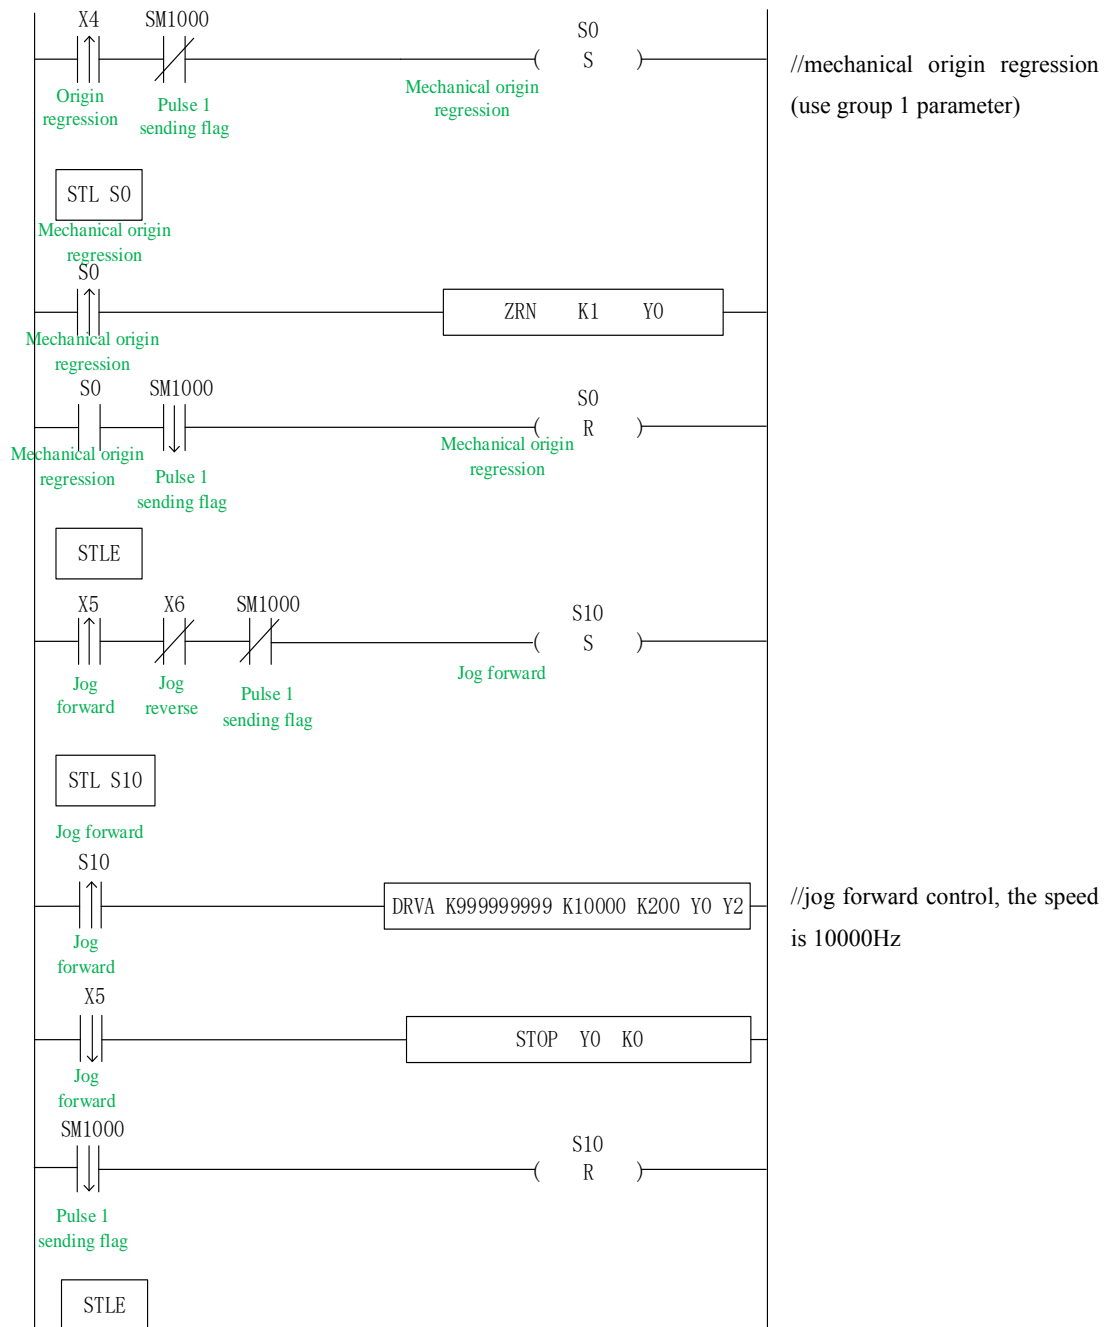 X4 SM1000
S0
( S )
Origin
regression
Pulse 1
sending flag
Mechanical origin
regression
//mechanical origin regression
(use group 1 parameter)
STL S0
Mechanical origin
regression
S0
ZRN K1 Y0
Mechanical origin
regression
S0 SM1000
S0
( R )
Mechanical origin
regression
Pulse 1
sending flag
Mechanical origin
regression
STLE
X5 X6 SM1000
S10
( S )
Jog
forward
Jog
reverse
Pulse 1
sending flag
Jog forward
STL S10
Jog forward
S10
DRVA K999999999 K10000 K200 Y0 Y2
Jog
forward
//jog forward control, the speed
is 10000Hz
X5
STOP Y0 K0
Jog
forward
SM1000
S10
( R )
Pulse 1
sending flag
STLE